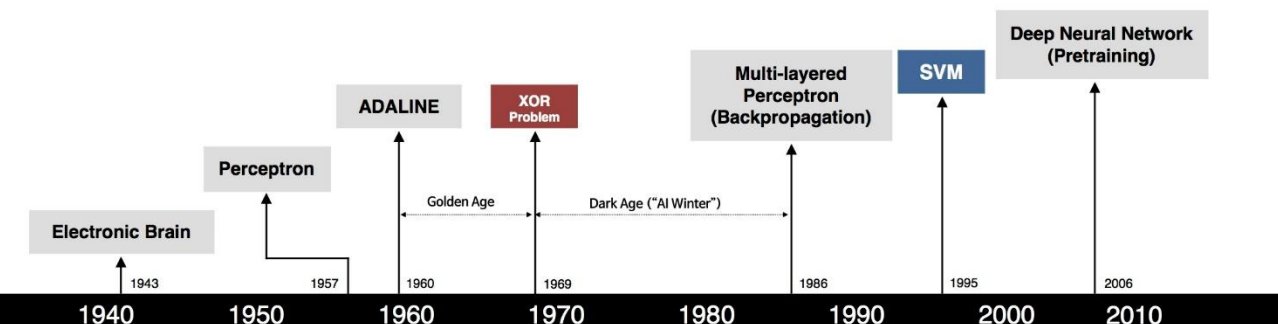 Deep Neural Network
(Pretraining)
Multi-layered
Perceptron
(Backpropagation)
SVM
ADALINE
XOR
Problem
Perceptron
Golden Age
Dark Age ("AI Winter")
Electronic Brain
1943
1957
1960
1969
1986
1995
2006
1940
1950
1960
1970
1980
1990
2000
2010